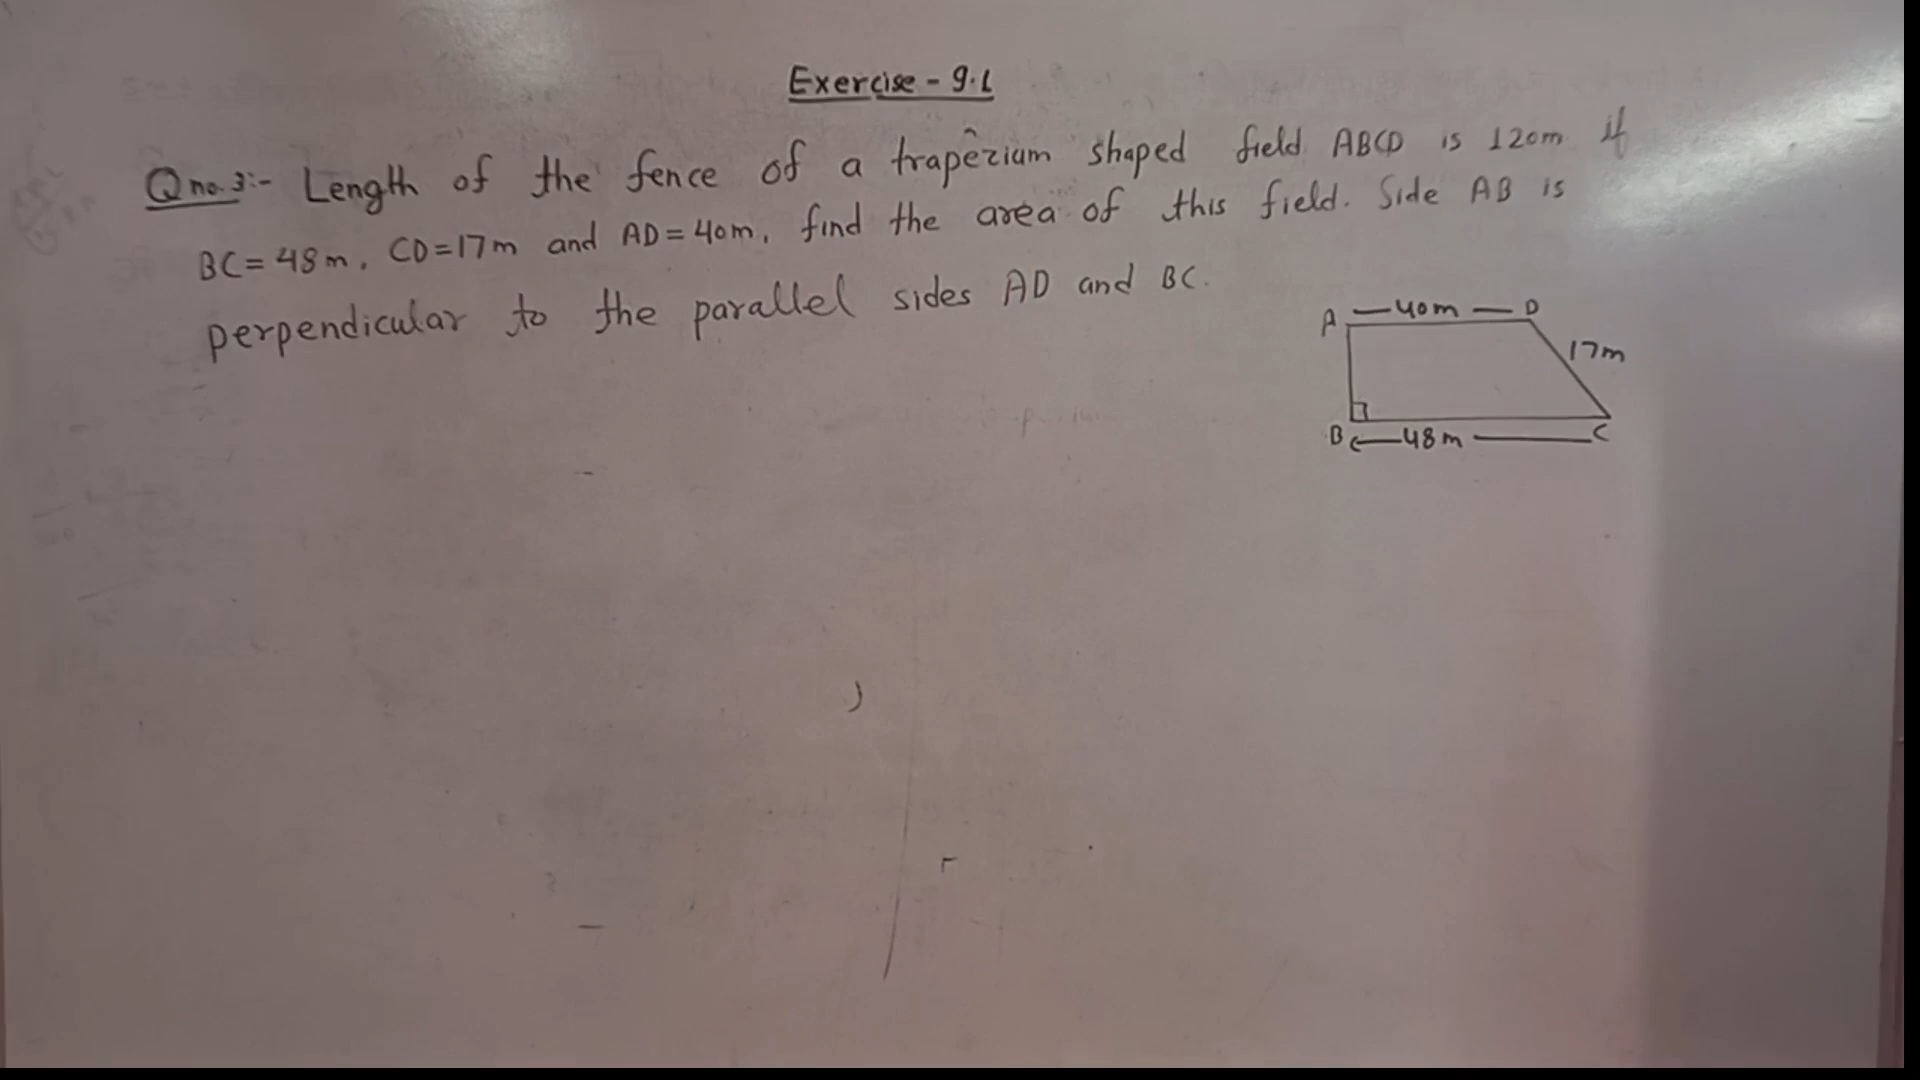 Exercise - 9.1
Q no. 3:- Length of the fence of a trapezium shaped field ABCD is 120m if
BC = 48 m, CD = 17 m and AD = 40m, find the area of this field. Side AB is
perpendicular to the parallel sides AD and BC.
A 40m D
17m
B 48m C